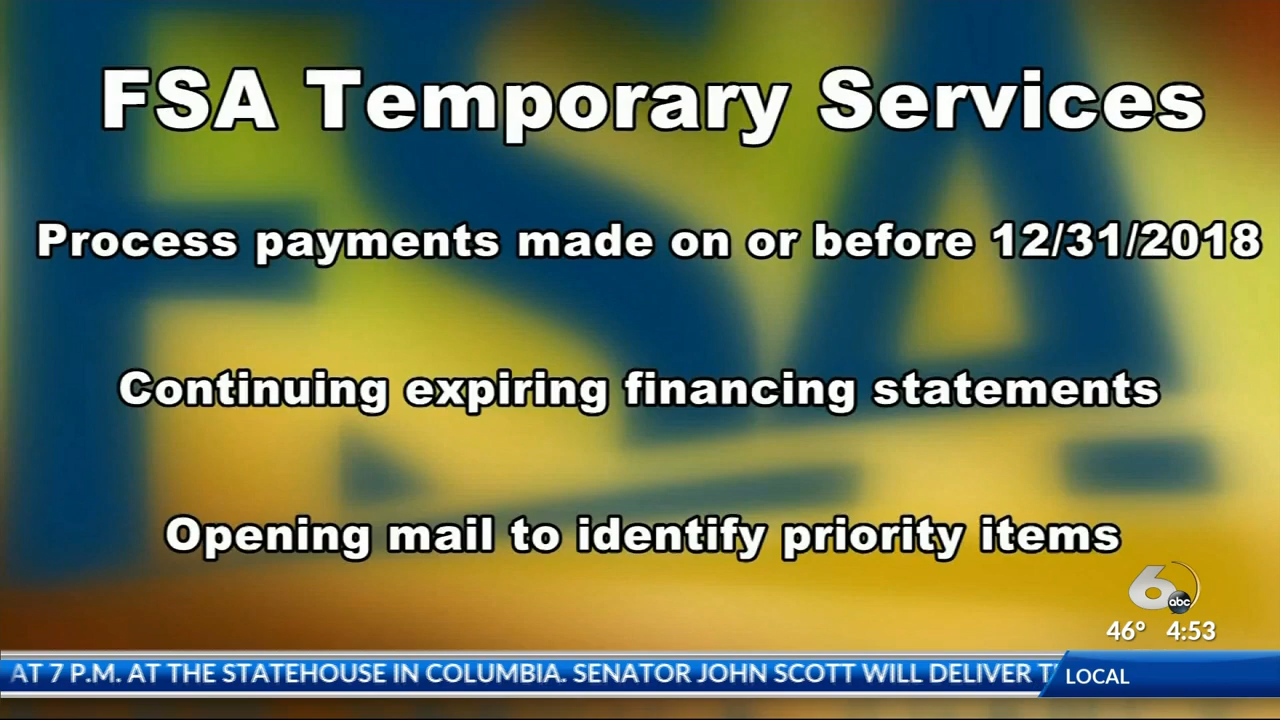 FSA Temporary Services
Process payments made on or before 12/31/2018
Continuing expiring financing statements
Opening mail to identify priority items
6 abc
46° 4:53
AT 7 P.M. AT THE STATEHOUSE IN COLUMBIA. SENATOR JOHN SCOTT WILL DELIVER
LOCAL